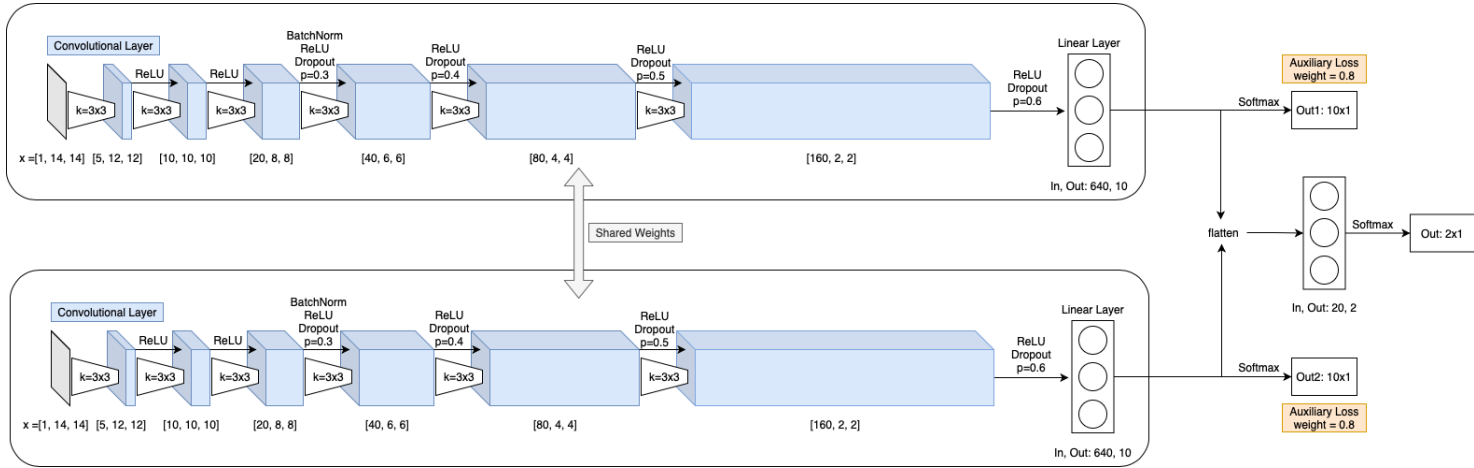 Convolutional Layer
ReLU
ReLU
BatchNorm
ReLU
Dropout
p=0.3
ReLU
Dropout
p=0.4
ReLU
Dropout
p=0.5
ReLU
Dropout
p=0.6
Linear Layer
k=3x3
k=3x3
k=3x3
k=3x3
k=3x3
k=3x3
x =[1, 14, 14]
[5, 12, 12]
[10, 10, 10]
[20, 8, 8]
[40, 6, 6]
[80, 4, 4]
[160, 2, 2]
In, Out: 640, 10
Auxiliary Loss
weight = 0.8
Softmax
Out1: 10x1
Shared Weights
flatten
Softmax
Out: 2x1
In, Out: 20, 2
Convolutional Layer
ReLU
ReLU
BatchNorm
ReLU
Dropout
p=0.3
ReLU
Dropout
p=0.4
ReLU
Dropout
p=0.5
ReLU
Dropout
p=0.6
Linear Layer
k=3x3
k=3x3
k=3x3
k=3x3
k=3x3
k=3x3
x =[1, 14, 14]
[5, 12, 12]
[10, 10, 10]
[20, 8, 8]
[40, 6, 6]
[80, 4, 4]
[160, 2, 2]
In, Out: 640, 10
Softmax
Out2: 10x1
Auxiliary Loss
weight = 0.8